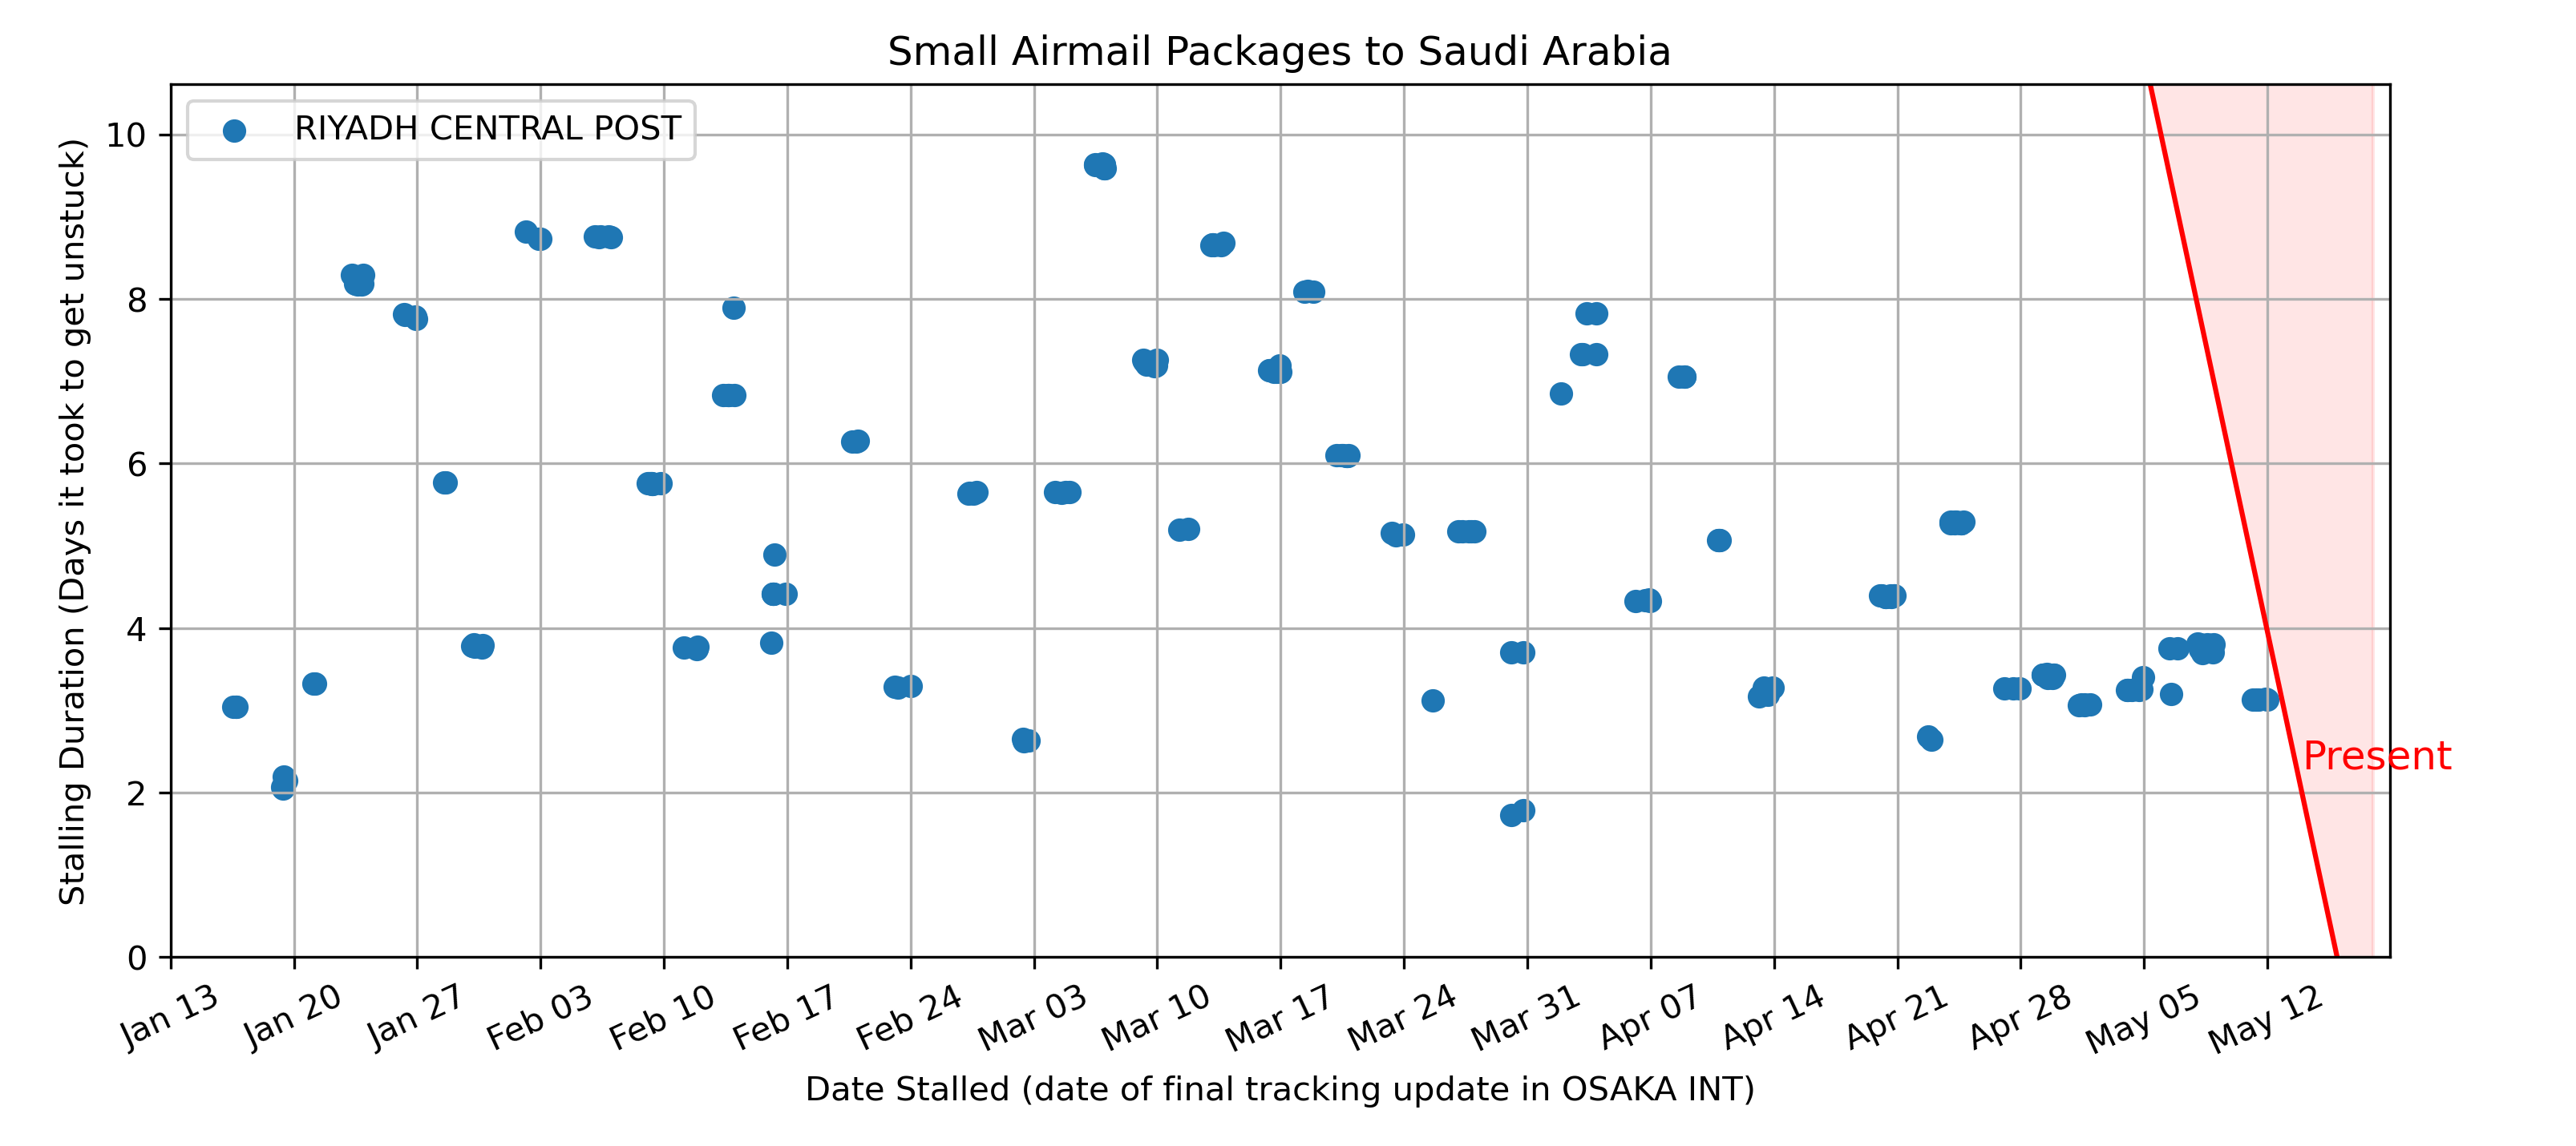 Small Airmail Packages to Saudi Arabia
RIYADH CENTRAL POST
Stalling Duration (Days it took to get unstuck)
10
8
6
4
2
0
Present
Jan 13
Jan 20
Jan 27
Feb 03
Feb 10
Feb 17
Feb 24
Mar 03
Mar 10
Mar 17
Mar 24
Mar 31
Apr 07
Apr 14
Apr 21
Apr 28
May 05
May 12
Date Stalled (date of final tracking update in OSAKA INT)